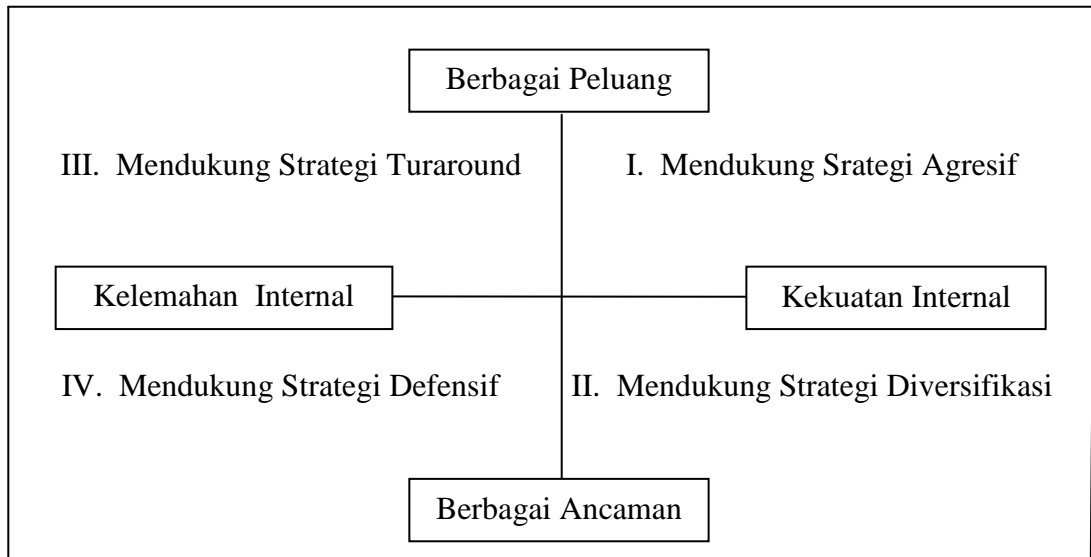 Berbagai Peluang
III. Mendukung Strategi Turaround
I. Mendukung Srategi Agresif
Kelemahan Internal
Kekuatan Internal
IV. Mendukung Strategi Defensif
II. Mendukung Strategi Diversifikasi
Berbagai Ancaman